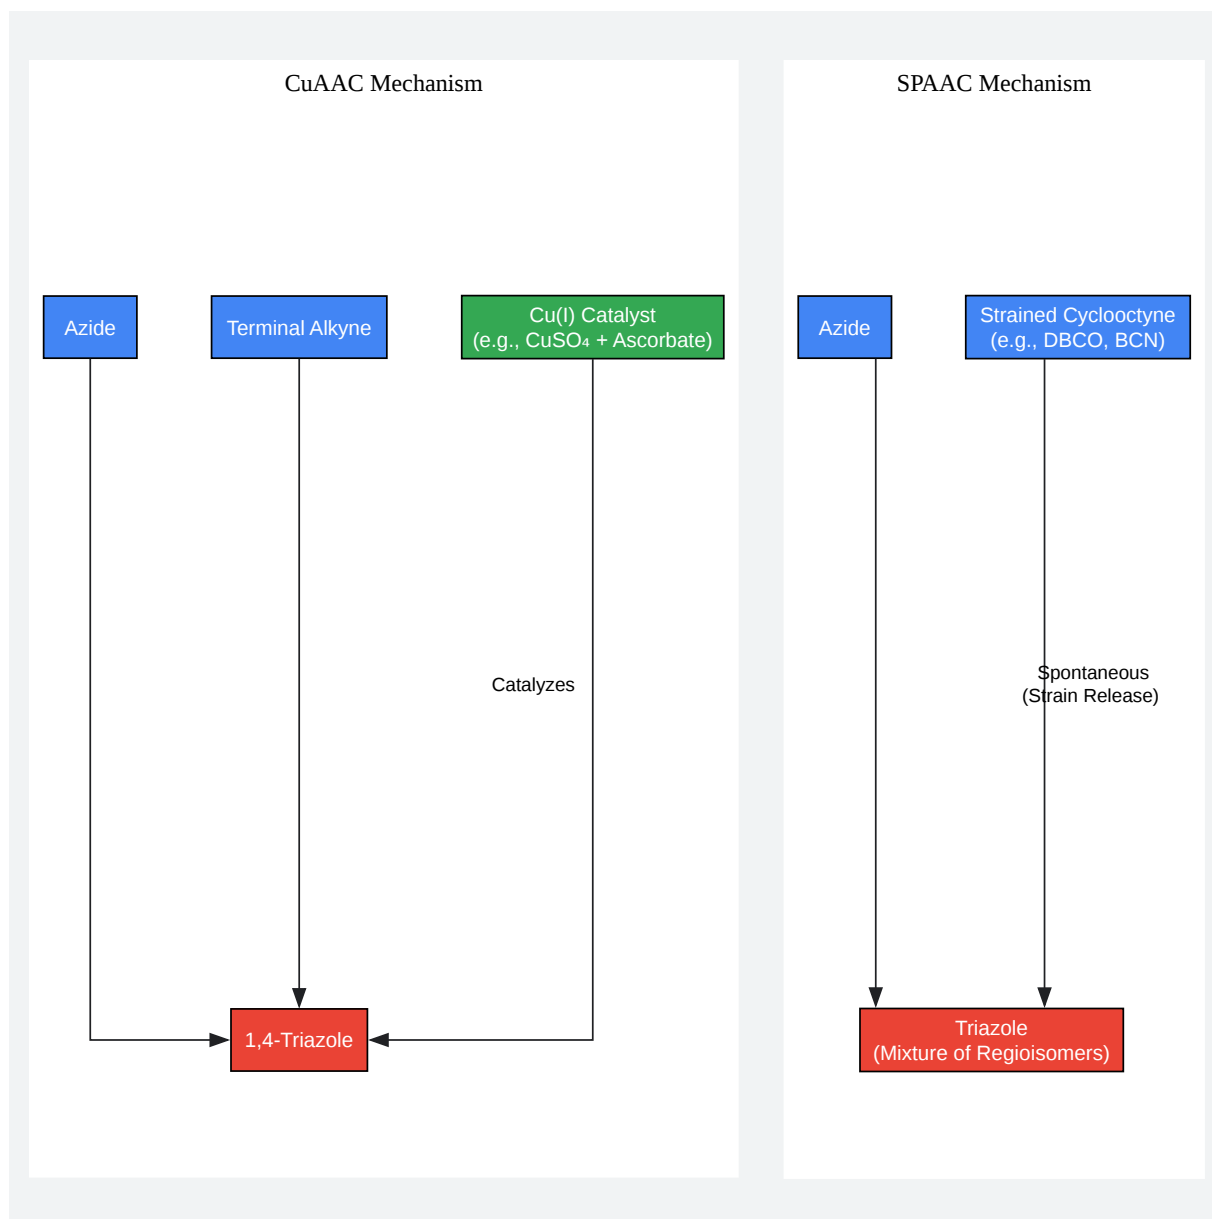 CuAAC Mechanism
Azide
Terminal Alkyne
Cu(I) Catalyst
(e.g., CuSO₄ + Ascorbate)
Catalyzes
1,4-Triazole
SPAAC Mechanism
Azide
Strained Cyclooctyne
(e.g., DBCO, BCN)
Spontaneous
(Strain Release)
Triazole
(Mixture of Regioisomers)